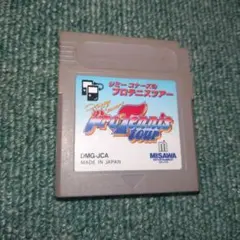 ジミー コナーズの
プロテニスツアー
Pro Tennis
Tour
DMG-JCA
MADE IN JAPAN
MISAWA